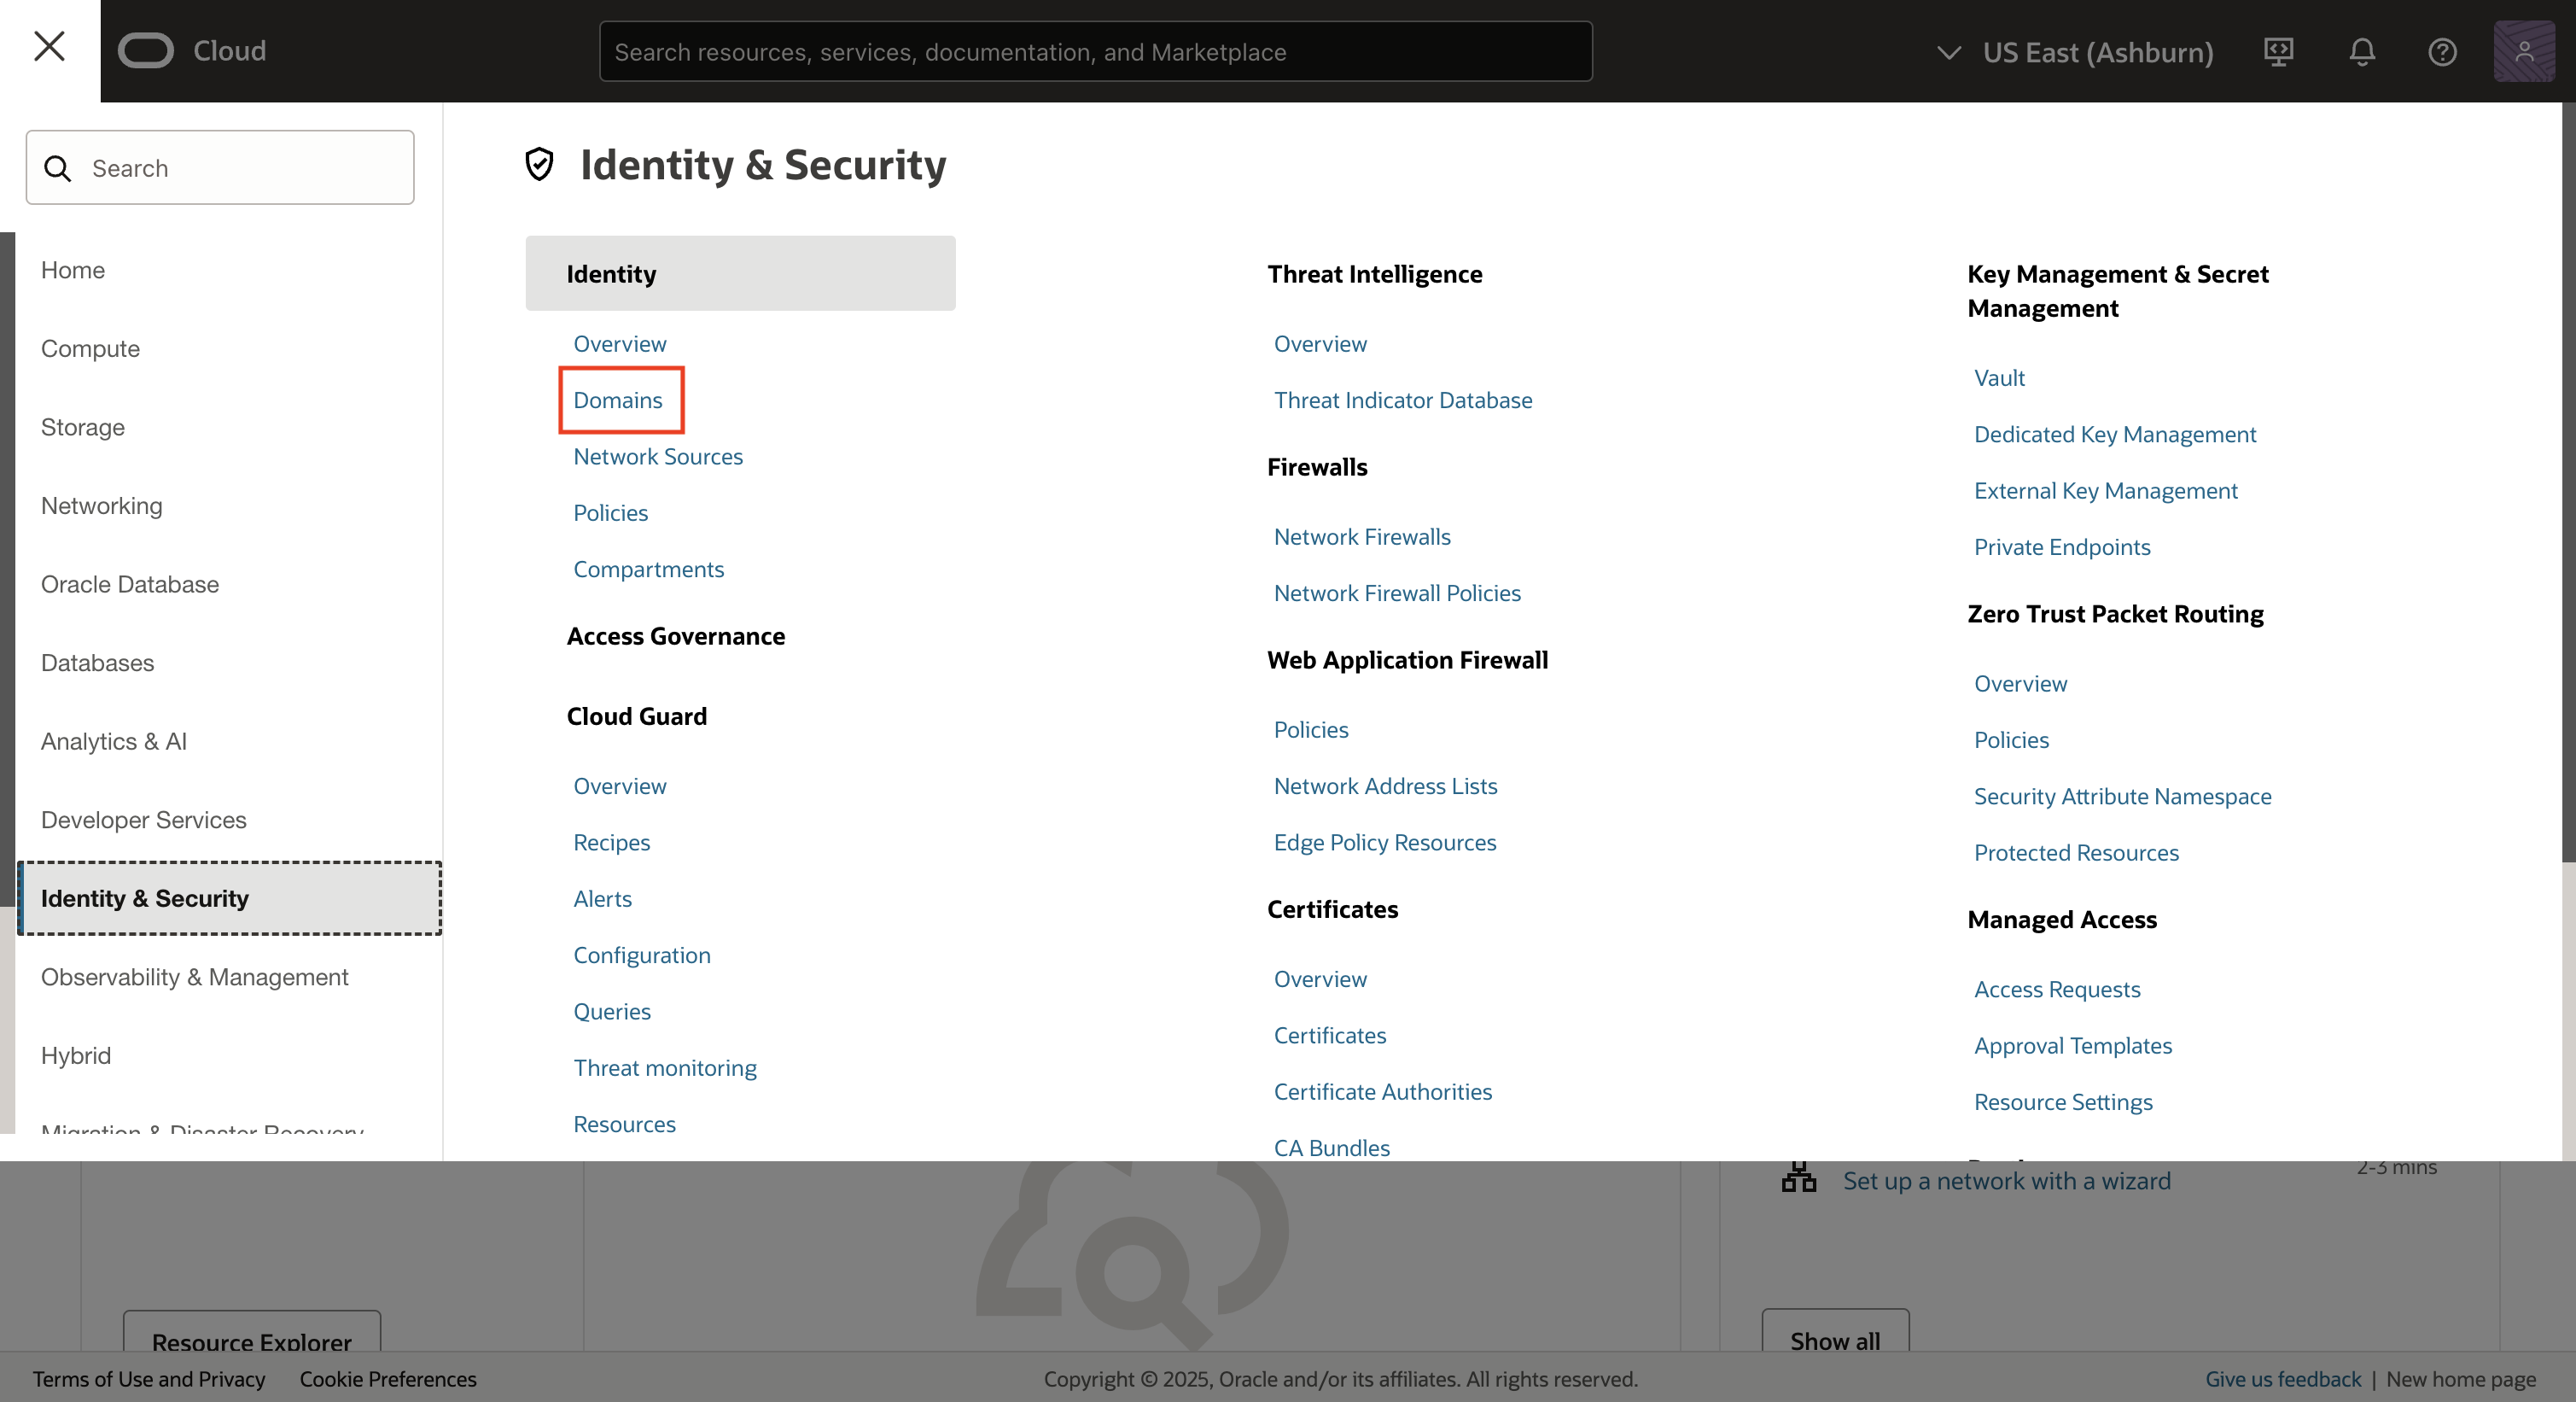 Cloud
Search resources, services, documentation, and Marketplace
US East (Ashburn)
Search
Home
Compute
Storage
Networking
Oracle Database
Databases
Analytics & AI
Developer Services
Identity & Security
Observability & Management
Hybrid
Migration & Disaster Recovery
Identity & Security
Identity
Overview
Domains
Network Sources
Policies
Compartments
Access Governance
Cloud Guard
Overview
Recipes
Alerts
Configuration
Queries
Threat monitoring
Resources
Threat Intelligence
Overview
Threat Indicator Database
Firewalls
Network Firewalls
Network Firewall Policies
Web Application Firewall
Policies
Network Address Lists
Edge Policy Resources
Certificates
Overview
Certificates
Certificate Authorities
CA Bundles
Key Management & Secret
Management
Vault
Dedicated Key Management
External Key Management
Private Endpoints
Zero Trust Packet Routing
Overview
Policies
Security Attribute Namespace
Protected Resources
Managed Access
Access Requests
Approval Templates
Resource Settings
Set up a network with a wizard
2-3 mins
Resource Explorer
Show all
Terms of Use and Privacy
Cookie Preferences
Copyright © 2025, Oracle and/or its affiliates. All rights reserved.
Give us feedback | New home page